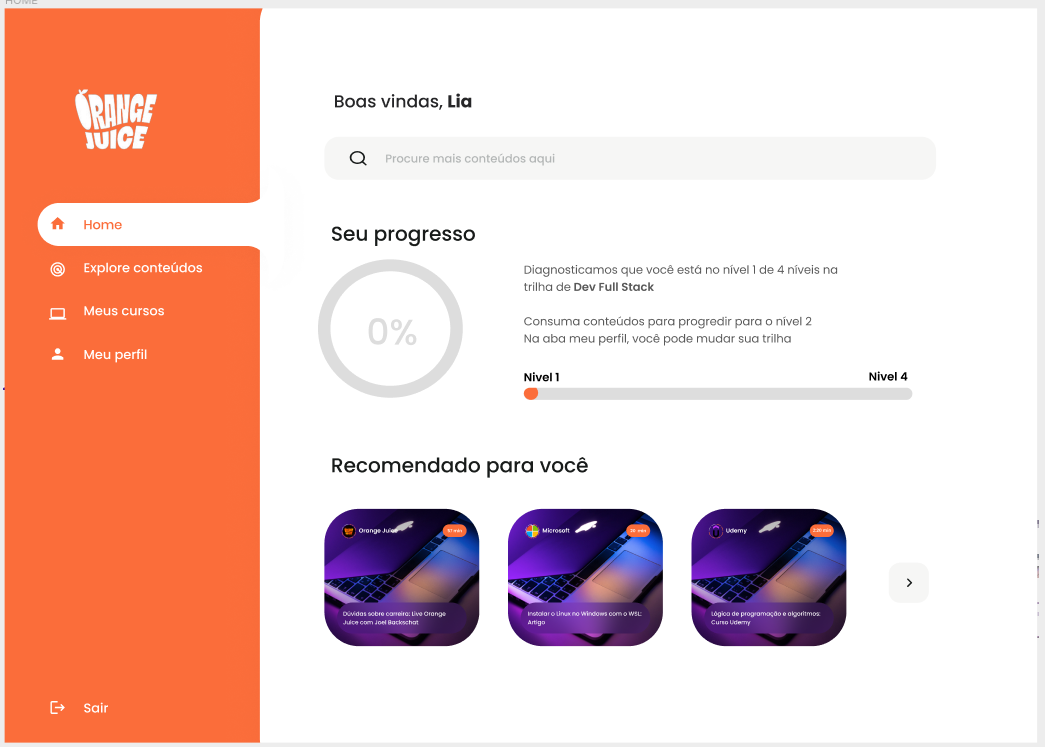 HOME
ORANGE
JUICE
Home
Explore conteúdos
Meus cursos
Meu perfil
Sair
Boas vindas, Lia
Procure mais conteúdos aqui
Seu progresso
0%
Diagnosticamos que você está no nível 1 de 4 níveis na
trilha de Dev Full Stack
Consuma conteúdos para progredir para o nível 2
Na aba meu perfil, você pode mudar sua trilha
Nivel 1
Nivel 4
Recomendado para você
Orange Juice
min
Dúvidas sobre carreira: Live Orange
Juice com Joel Backschat
Microsoft
min
Instalar o Linux no Windows com o WSL:
Artigo
Udemy
min
Lógica de programação e algoritmos:
Curso Udemy